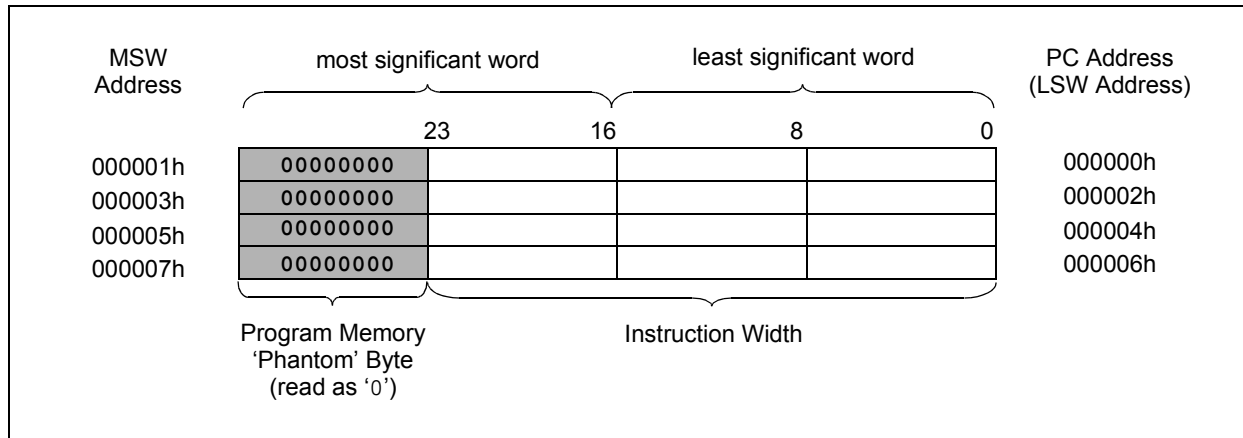 MSW Address
most significant word
least significant word
PC Address (LSW Address)
23 16 8 0
000001h 00000000 000000h
000003h 00000000 000002h
000005h 00000000 000004h
000007h 00000000 000006h
Program Memory
‘Phantom’ Byte
(read as ‘0’)
Instruction Width